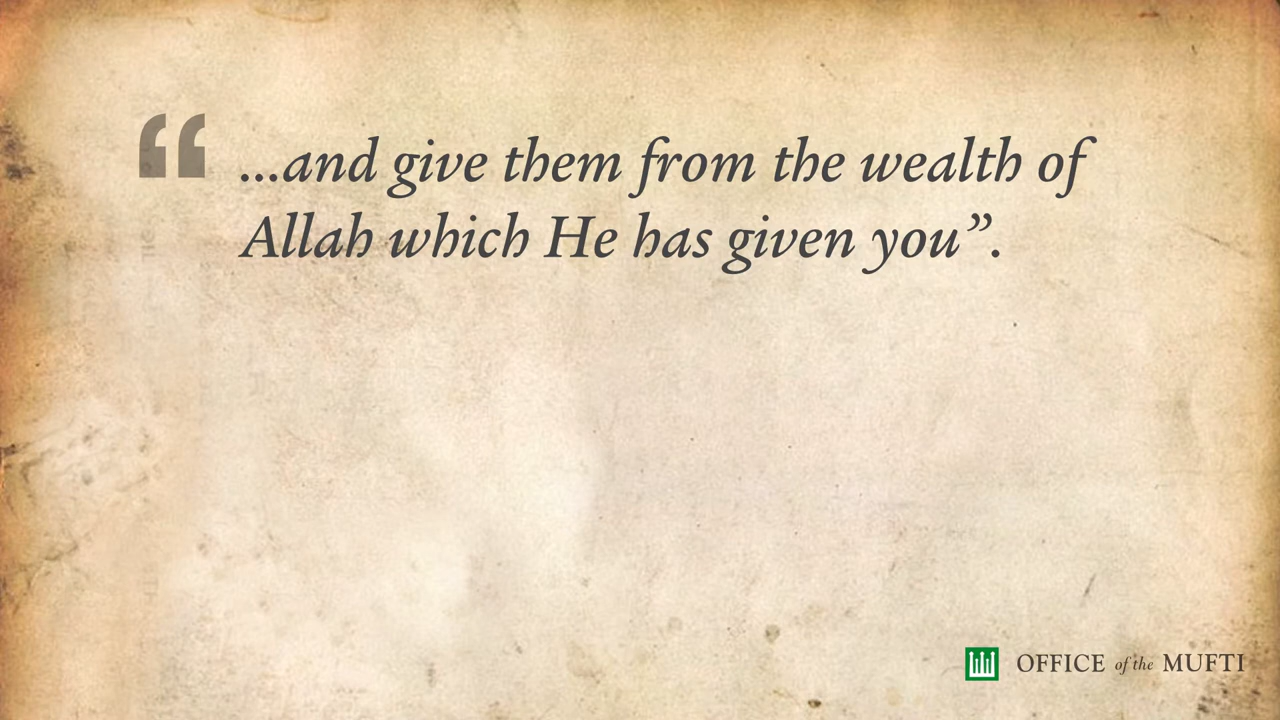 “ ...and give them from the wealth of
Allah which He has given you”.
OFFICE of the MUFTI